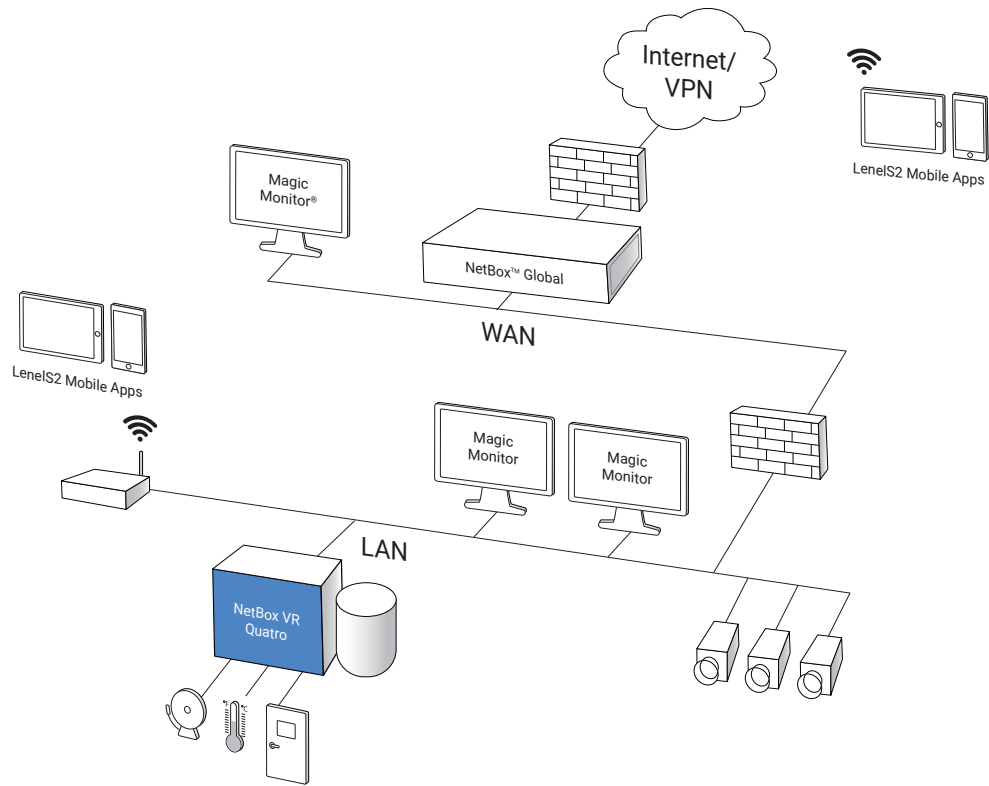 Internet/
VPN
LenelS2 Mobile Apps
Magic
Monitor®
NetBox™ Global
WAN
LenelS2 Mobile Apps
Magic
Monitor
Magic
Monitor
LAN
NetBox VR
Quatro
°F °C